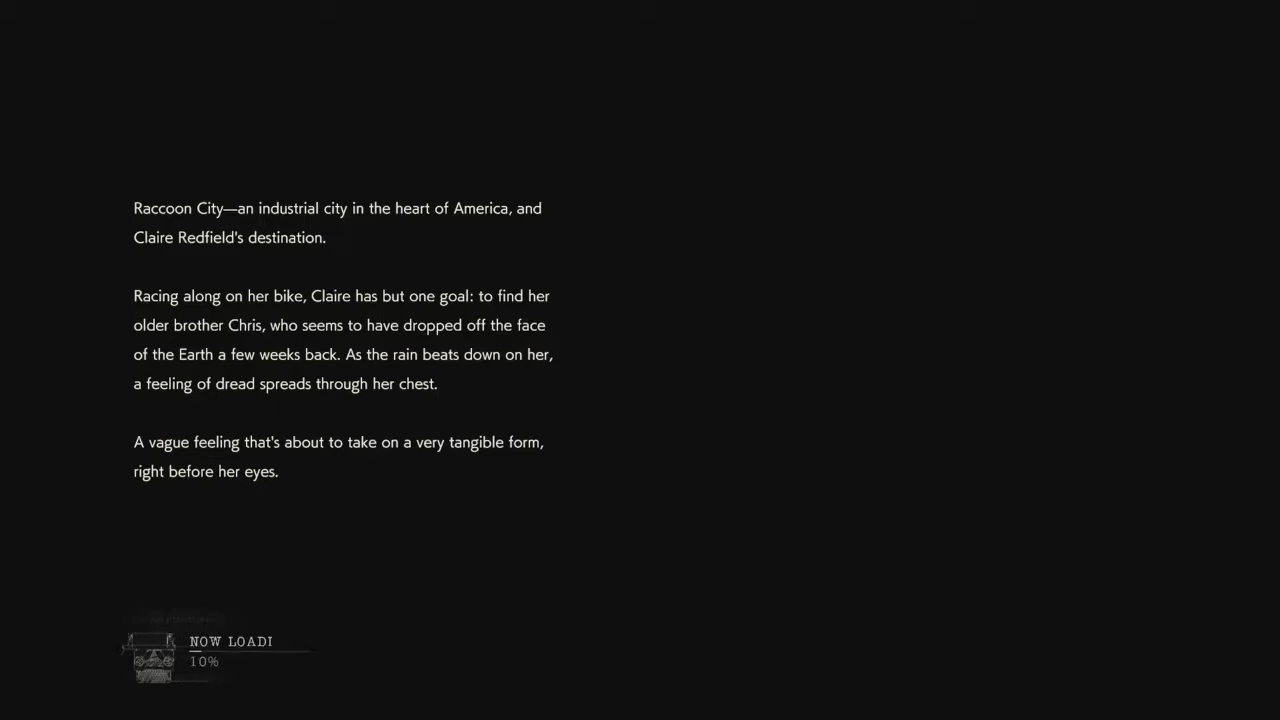 Raccoon City—an industrial city in the heart of America, and
Claire Redfield's destination.
Racing along on her bike, Claire has but one goal: to find her
older brother Chris, who seems to have dropped off the face
of the Earth a few weeks back. As the rain beats down on her,
a feeling of dread spreads through her chest.
A vague feeling that's about to take on a very tangible form,
right before her eyes.
NOW LOADI
10%